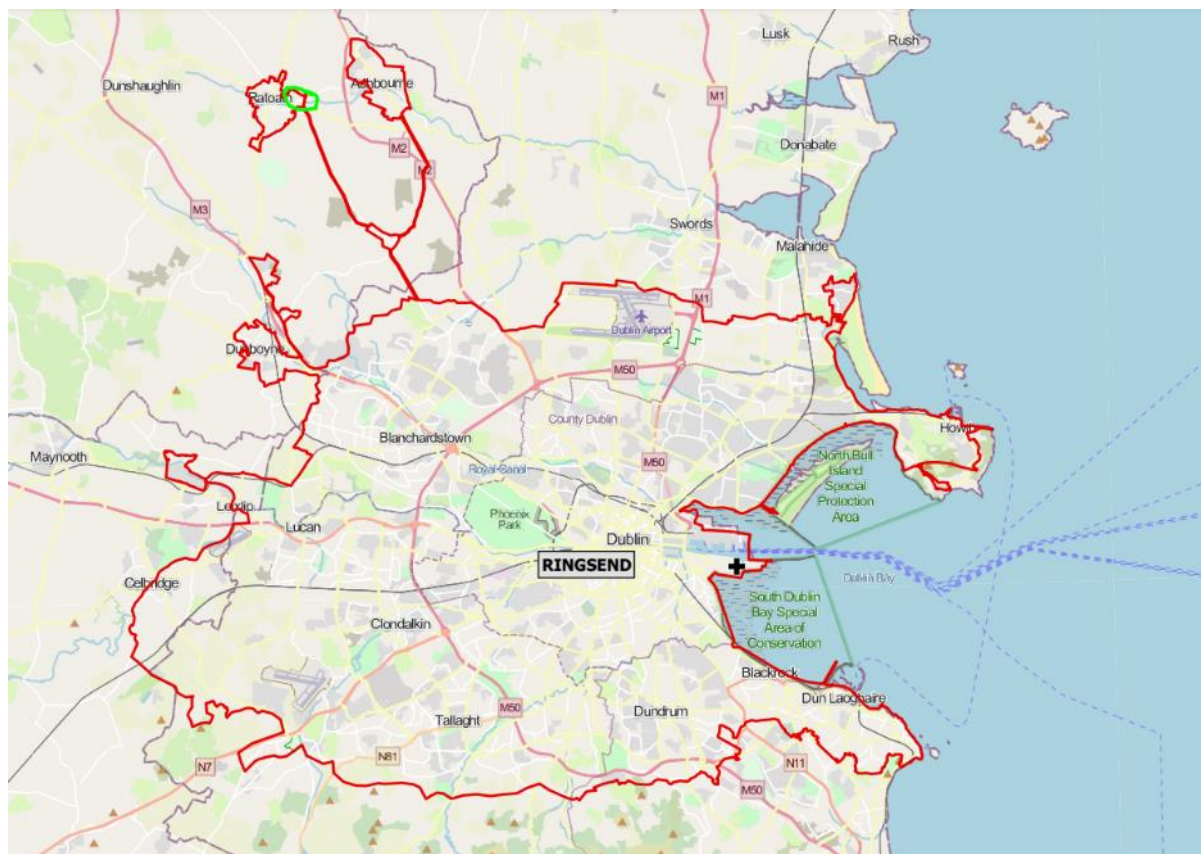 Lusk
Rush
Dunshaughlin
Ashbourne
Ratoath
M1
Donabate
M2
M2
M3
Swords
Malahide
M1
Dublin Airport
Dunboyne
M50
County Dublin
Blanchardstown
Howth
Maynooth
Royal Canal
M50
North Bull
Island
Special
Protection
Area
Leixlip
Lucan
Phoenix
Park
Dublin
RINGSEND
Celbridge
Dublin Bay
South Dublin
Bay Special
Area of
Conservation
Clondalkin
Blackrock
Dún Laoghaire
M50
Dundrum
Tallaght
N81
N7
N11
M50